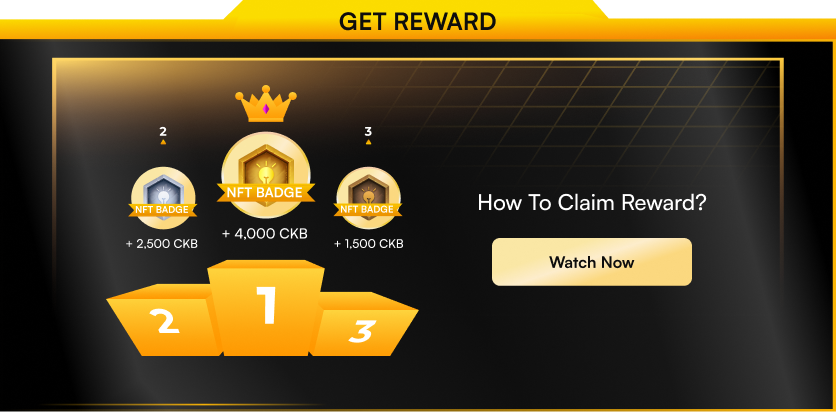 GET REWARD
2
3
NFT BADGE
NFT BADGE
NFT BADGE
+ 2,500 CKB
+ 4,000 CKB
+ 1,500 CKB
2
1
3
How To Claim Reward?
Watch Now